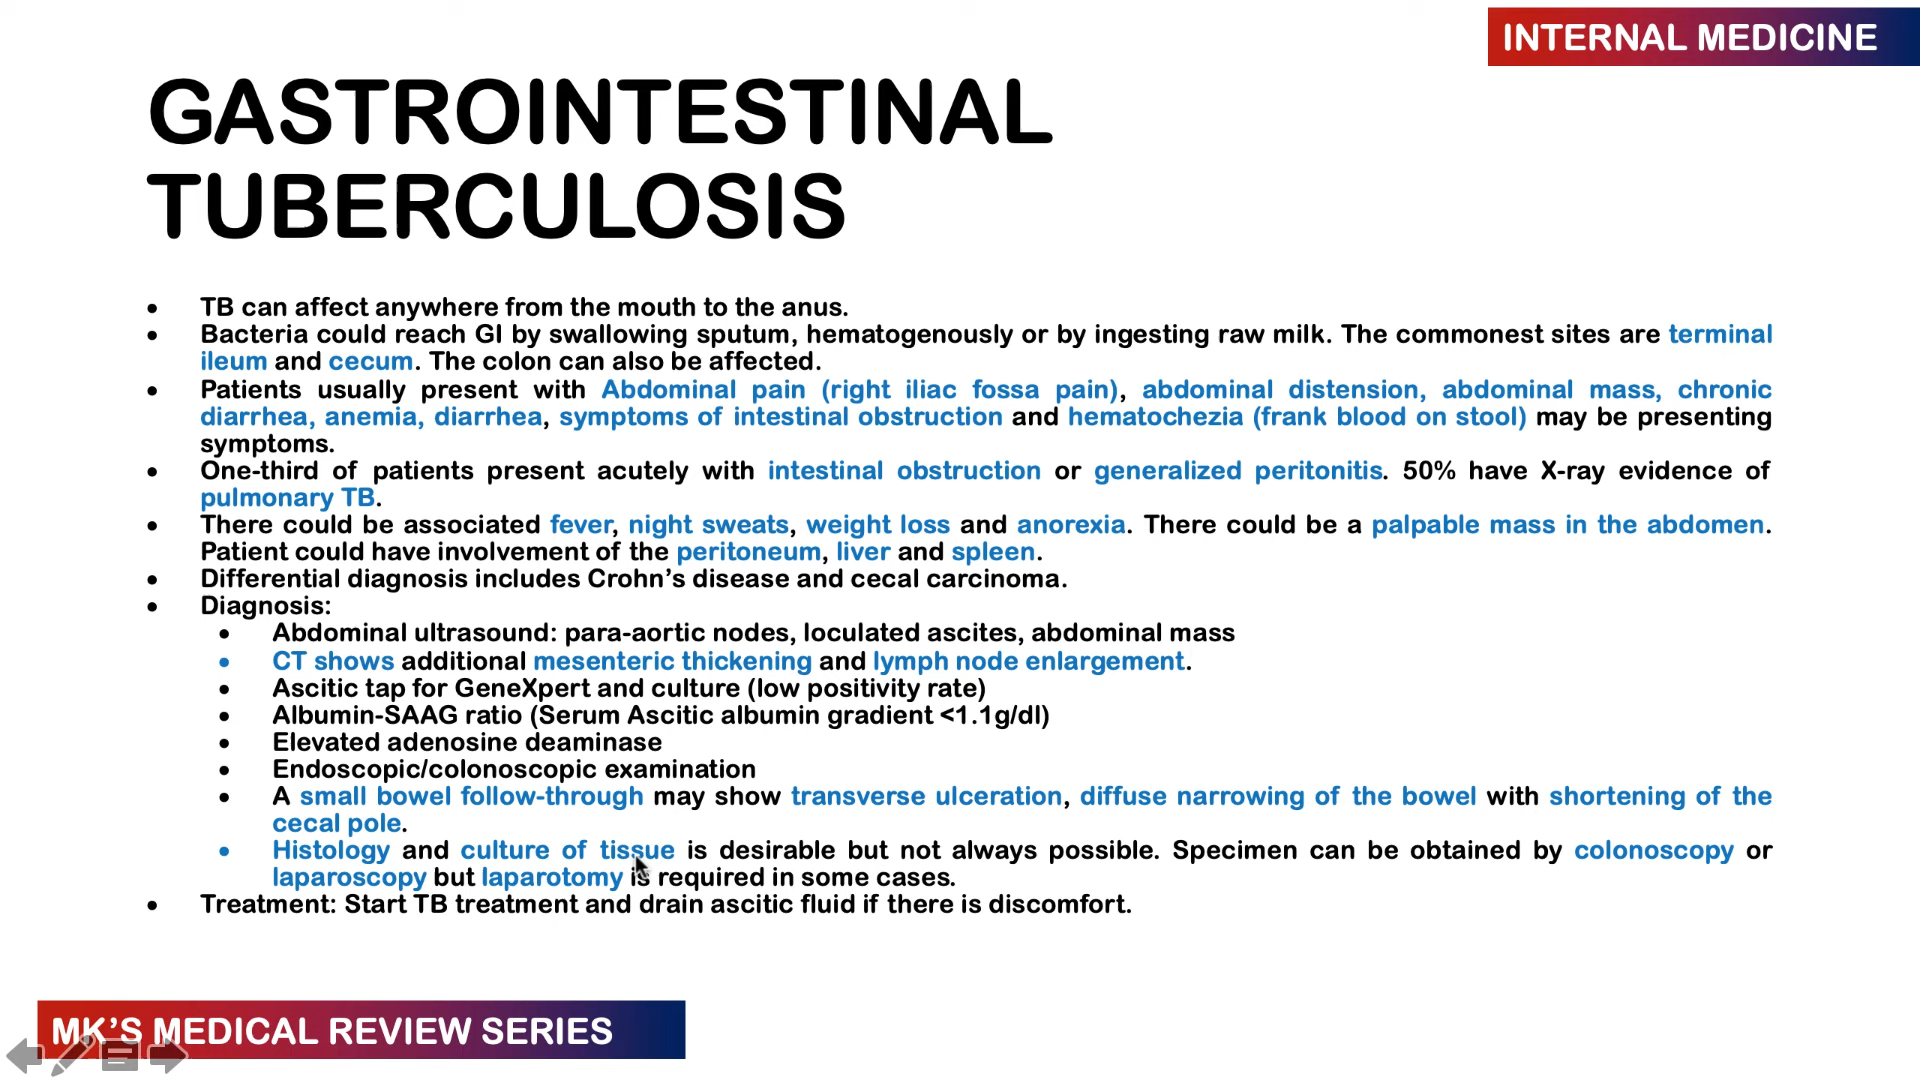 INTERNAL MEDICINE
GASTROINTESTINAL
TUBERCULOSIS
• TB can affect anywhere from the mouth to the anus.
• Bacteria could reach GI by swallowing sputum, hematogenously or by ingesting raw milk. The commonest sites are terminal
ileum and cecum. The colon can also be affected.
• Patients usually present with Abdominal pain (right iliac fossa pain), abdominal distension, abdominal mass, chronic
diarrhea, anemia, diarrhea, symptoms of intestinal obstruction and hematochezia (frank blood on stool) may be presenting
symptoms.
• One-third of patients present acutely with intestinal obstruction or generalized peritonitis. 50% have X-ray evidence of
pulmonary TB.
• There could be associated fever, night sweats, weight loss and anorexia. There could be a palpable mass in the abdomen.
Patient could have involvement of the peritoneum, liver and spleen.
• Differential diagnosis includes Crohn’s disease and cecal carcinoma.
• Diagnosis:
• Abdominal ultrasound: para-aortic nodes, loculated ascites, abdominal mass
• CT shows additional mesenteric thickening and lymph node enlargement.
• Ascitic tap for GeneXpert and culture (low positivity rate)
• Albumin-SAAG ratio (Serum Ascitic albumin gradient <1.1g/dl)
• Elevated adenosine deaminase
• Endoscopic/colonoscopic examination
• A small bowel follow-through may show transverse ulceration, diffuse narrowing of the bowel with shortening of the
cecal pole.
• Histology and culture of tissue is desirable but not always possible. Specimen can be obtained by colonoscopy or
laparoscopy but laparotomy is required in some cases.
• Treatment: Start TB treatment and drain ascitic fluid if there is discomfort.
MK’S MEDICAL REVIEW SERIES